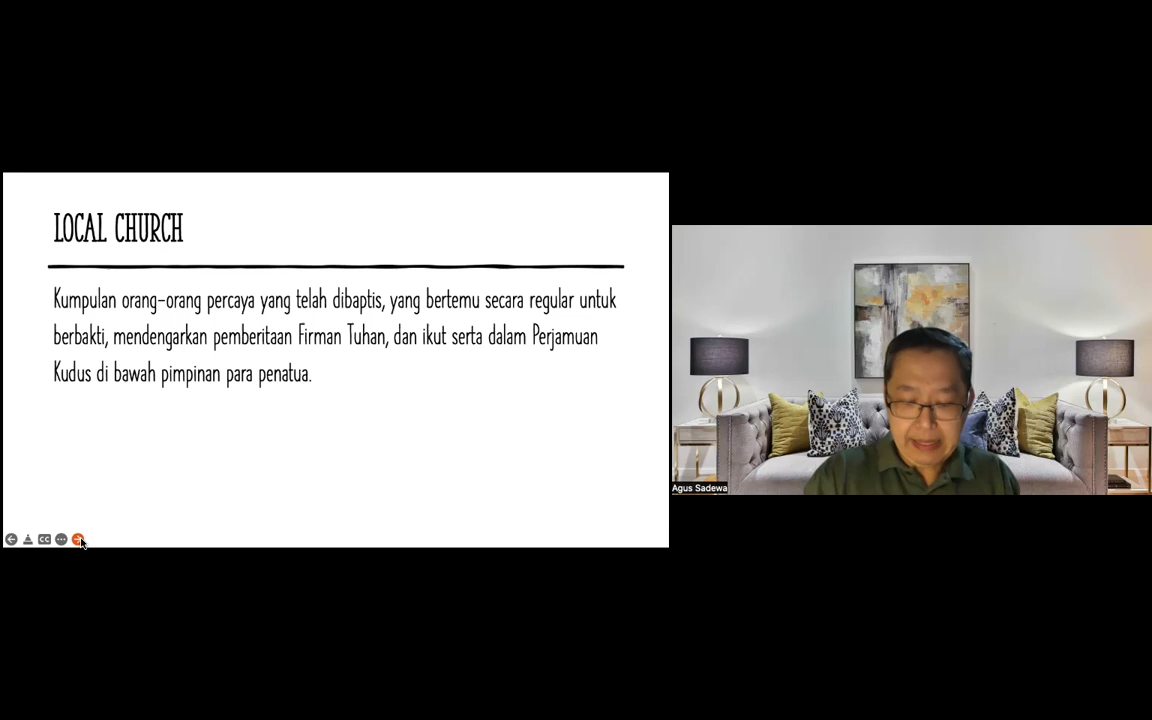 LOCAL CHURCH
Kumpulan orang-orang percaya yang telah dibaptis, yang bertemu secara regular untuk
berbakti, mendengarkan pemberitaan Firman Tuhan, dan ikut serta dalam Perjamuan
Kudus di bawah pimpinan para penatua.
CC
Agus Sadewa